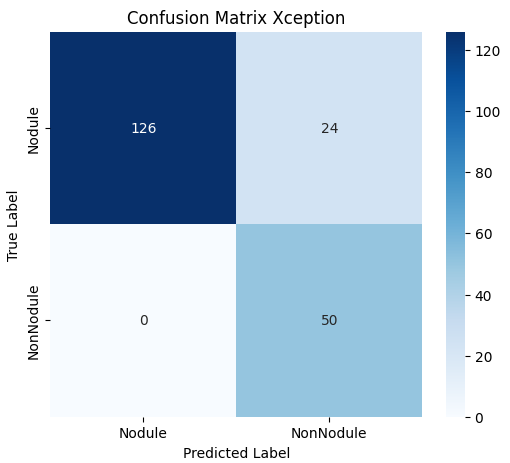 Confusion Matrix Xception
True Label
Nodule
126
24
NonNodule
0
50
Nodule
NonNodule
Predicted Label
120
100
80
60
40
20
0